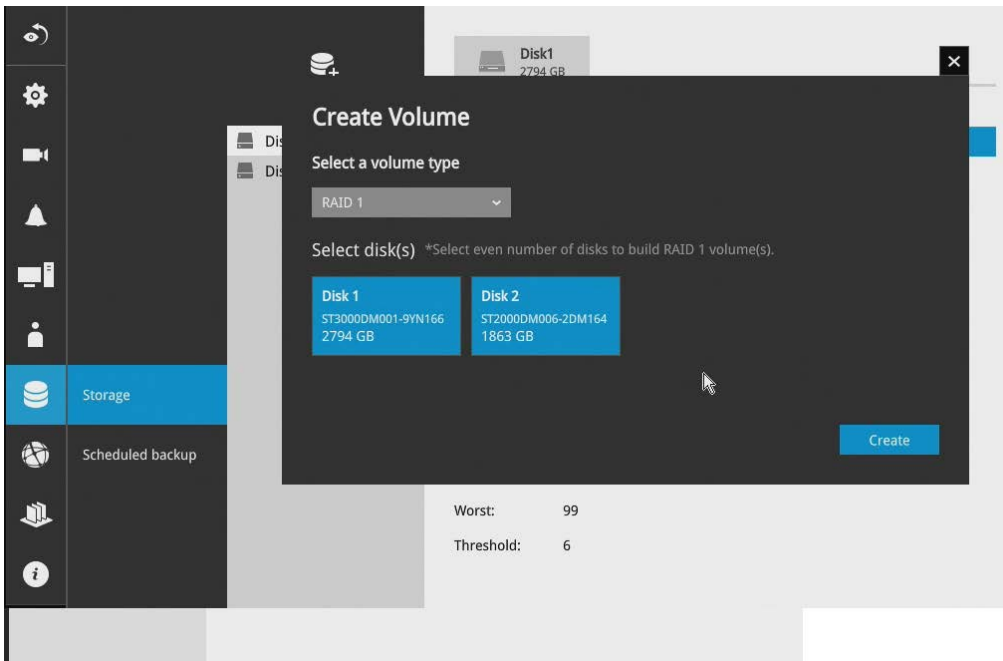 Disk1
2794 GB
Create Volume
Select a volume type
RAID 1
Select disk(s) *Select even number of disks to build RAID 1 volume(s).
Disk 1
ST3000DM001-9YN166
2794 GB
Disk 2
ST2000DM006-2DM164
1863 GB
Create
Storage
Scheduled backup
Worst: 99
Threshold: 6